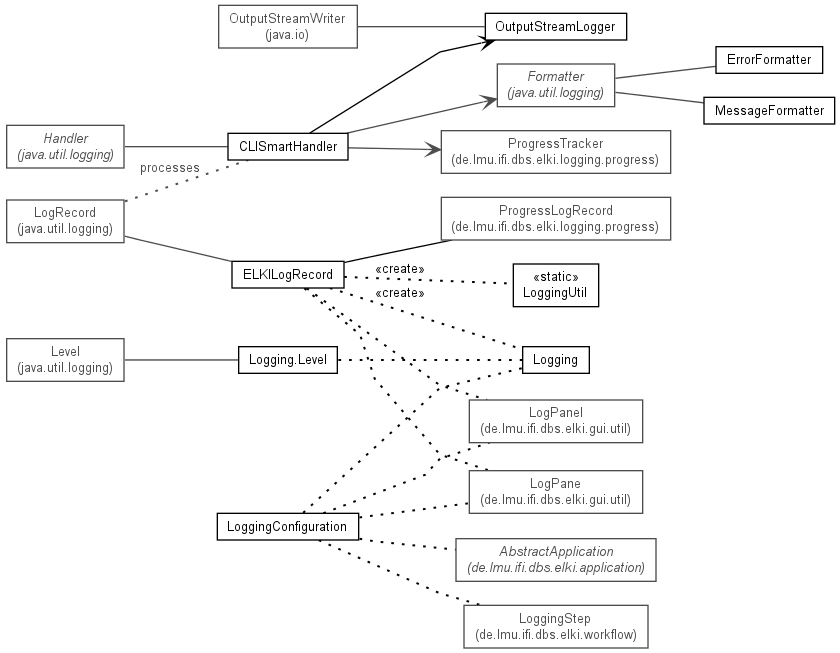 OutputStreamWriter
(java.io)
OutputStreamLogger
ErrorFormatter
Formatter
(java.util.logging)
MessageFormatter
Handler
(java.util.logging)
CLISmartHandler
ProgressTracker
(de.lmu.ifi.dbs.elki.logging.progress)
processes
LogRecord
(java.util.logging)
ProgressLogRecord
(de.lmu.ifi.dbs.elki.logging.progress)
ELKILogRecord
«create»
«create»
«static»
LoggingUtil
Level
(java.util.logging)
Logging.Level
Logging
LogPanel
(de.lmu.ifi.dbs.elki.gui.util)
LogPane
(de.lmu.ifi.dbs.elki.gui.util)
LoggingConfiguration
AbstractApplication
(de.lmu.ifi.dbs.elki.application)
LoggingStep
(de.lmu.ifi.dbs.elki.workflow)